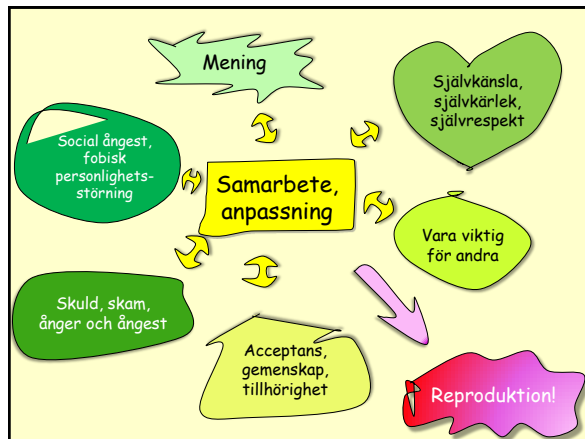 Mening
Självkänsla,
självkärlek,
självrespekt
Social ångest,
fobisk
personlighets-
störning
Samarbete,
anpassning
Vara viktig
för andra
Skuld, skam,
ånger och ångest
Acceptans,
gemenskap,
tillhörighet
Reproduktion!